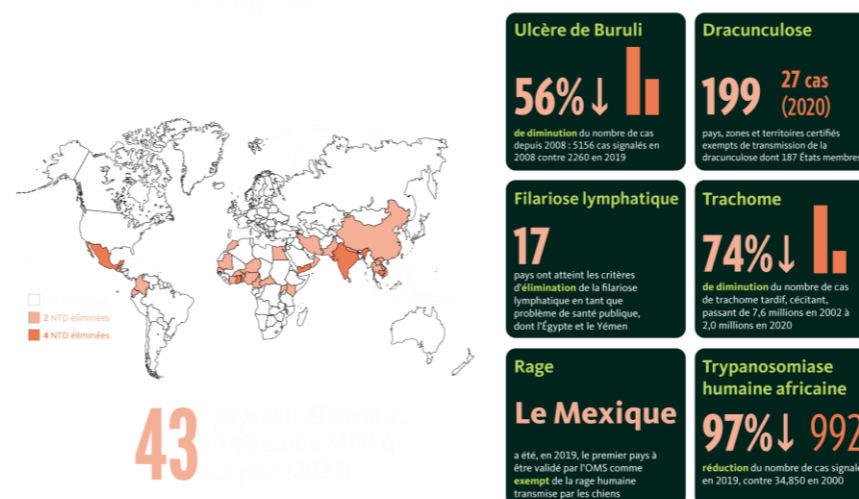 2 NTD éliminées
4 NTD éliminées
43
pays ont éliminé au
moins une MTN à
Ulcère de Buruli
56%↓
de diminution du nombre de cas
depuis 2008 : 5156 cas signalés en
2008 contre 2260 en 2019
Dracunculose
199
27 cas
(2020)
pays, zones et territoires certifiés
exempts de transmission de la
dracunculose dont 187 États membres
Filariose lymphatique
17
pays ont atteint les critères
d'élimination de la filariose
lymphatique en tant que
problème de santé publique,
dont l'Égypte et le Yémen
Trachome
74%↓
de diminution du nombre de cas
de trachome tardif, cécitant,
passant de 7,6 millions en 2002 à
2,0 millions en 2020
Rage
Le Mexique
a été, en 2019, le premier pays à
être validé par l'OMS comme
exempt de la rage humaine
transmise par les chiens
Trypanosomiase
humaine africaine
97%↓ 992
réduction du nombre de cas
en 2019, contre 34,850 en 2000